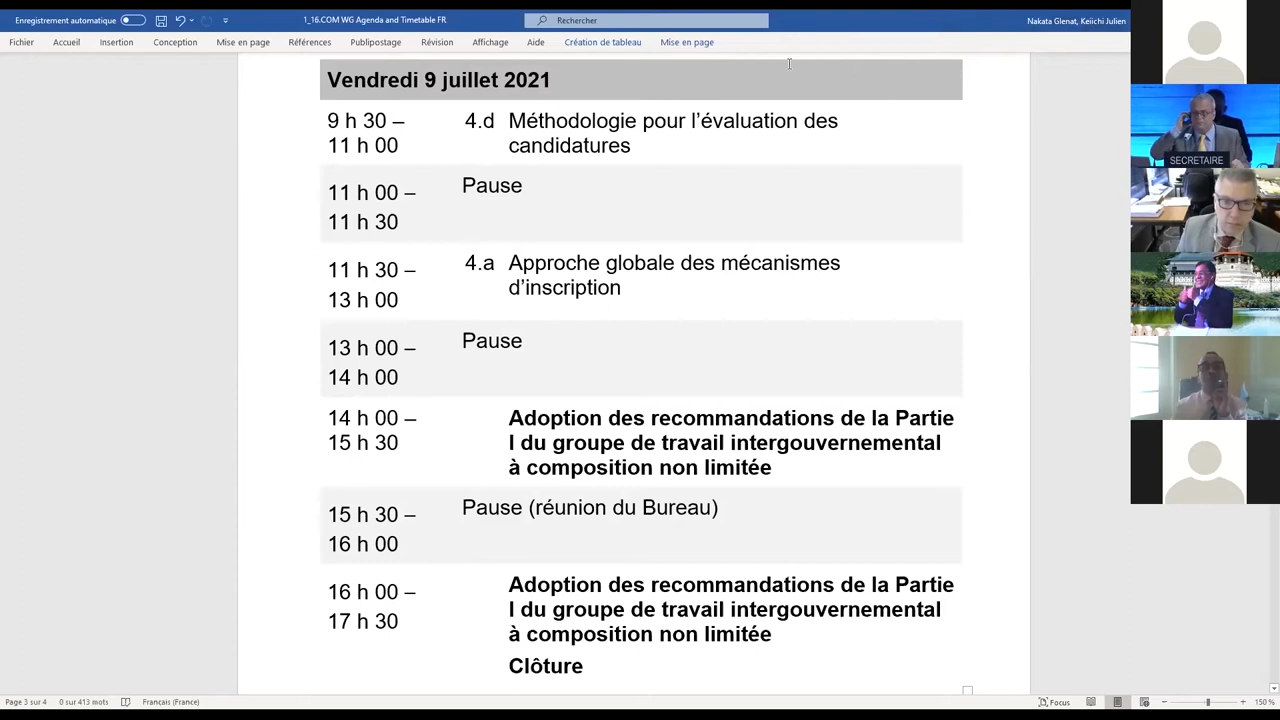 Enregistrement automatique
1_16.COM WG Agenda and Timetable FR
Rechercher
Nakata Glenat, Keiichi Julien
Fichier Accueil Insertion Conception Mise en page Références Publipostage Révision Affichage Aide Création de tableau Mise en page
Vendredi 9 juillet 2021
9 h 30 – 4.d Méthodologie pour l’évaluation des
11 h 00 candidatures
11 h 00 – Pause
11 h 30
11 h 30 – 4.a Approche globale des mécanismes
13 h 00 d’inscription
13 h 00 – Pause
14 h 00
14 h 00 – Adoption des recommandations de la Partie
15 h 30 I du groupe de travail intergouvernemental
à composition non limitée
15 h 30 – Pause (réunion du Bureau)
16 h 00
16 h 00 – Adoption des recommandations de la Partie
17 h 30 I du groupe de travail intergouvernemental
à composition non limitée
Clôture
SECRETAIRE
Page 3 sur 4 0 sur 413 mots Français (France) Focus 150 %